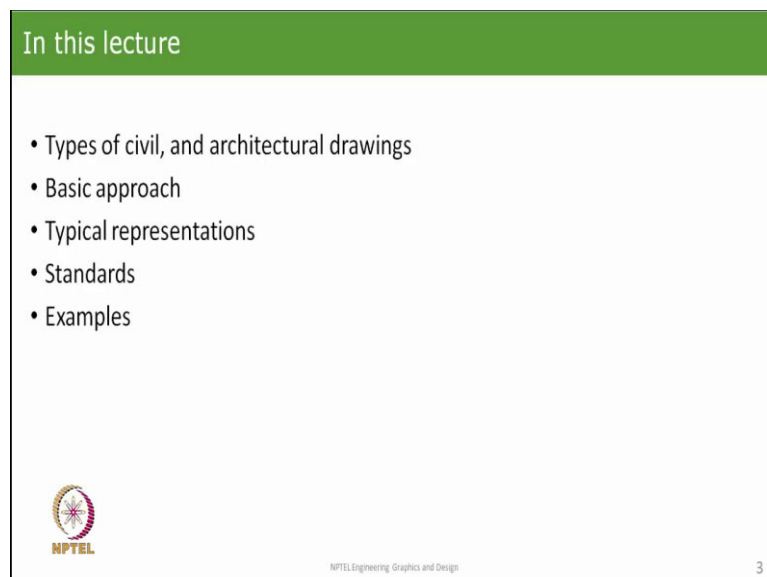 In this lecture
• Types of civil, and architectural drawings
• Basic approach
• Typical representations
• Standards
• Examples
NPTEL
NPTEL Engineering Graphics and Design
3